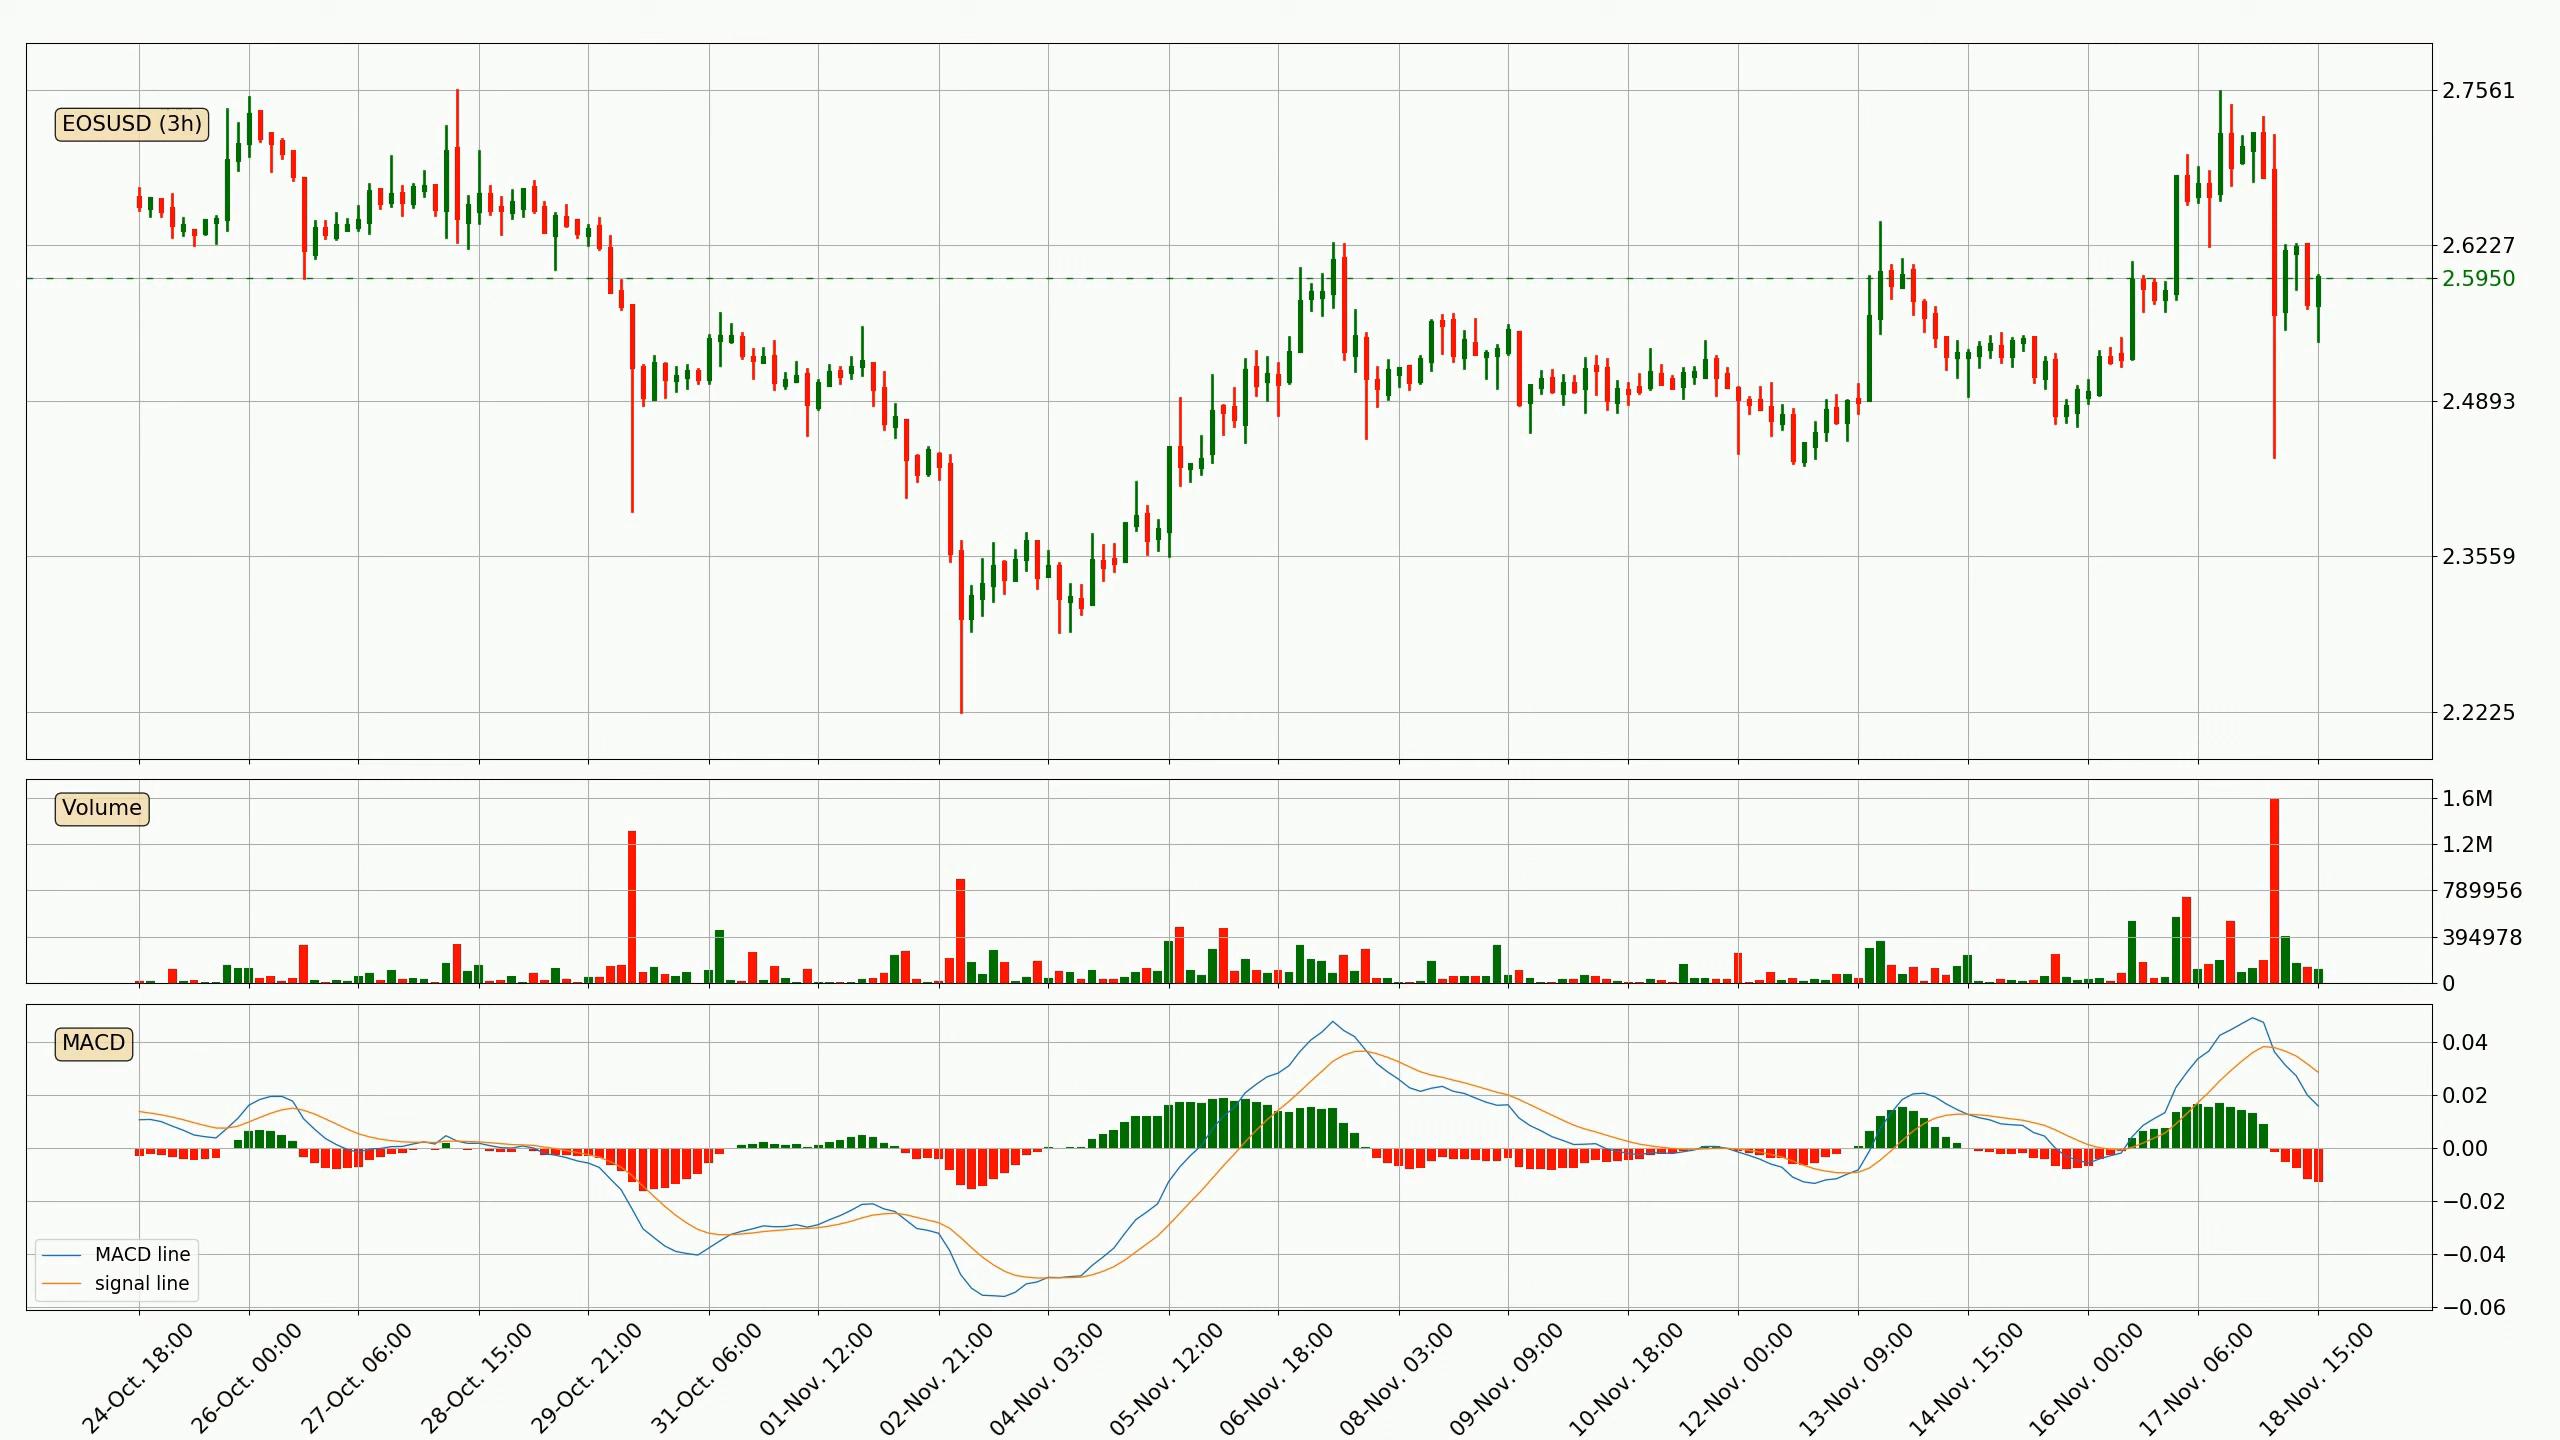 EOSUSD (3h)
2.7561
2.6227
2.5950
2.4893
2.3559
2.2225
Volume
1.6M
1.2M
789956
394978
0
MACD
0.04
0.02
0.00
−0.02
−0.04
−0.06
MACD line
signal line
24-Oct. 18:00
26-Oct. 00:00
27-Oct. 06:00
28-Oct. 15:00
29-Oct. 21:00
31-Oct. 06:00
01-Nov. 12:00
02-Nov. 21:00
04-Nov. 03:00
05-Nov. 12:00
06-Nov. 18:00
08-Nov. 03:00
09-Nov. 09:00
10-Nov. 18:00
12-Nov. 00:00
13-Nov. 09:00
14-Nov. 15:00
16-Nov. 00:00
17-Nov. 06:00
18-Nov. 15:00